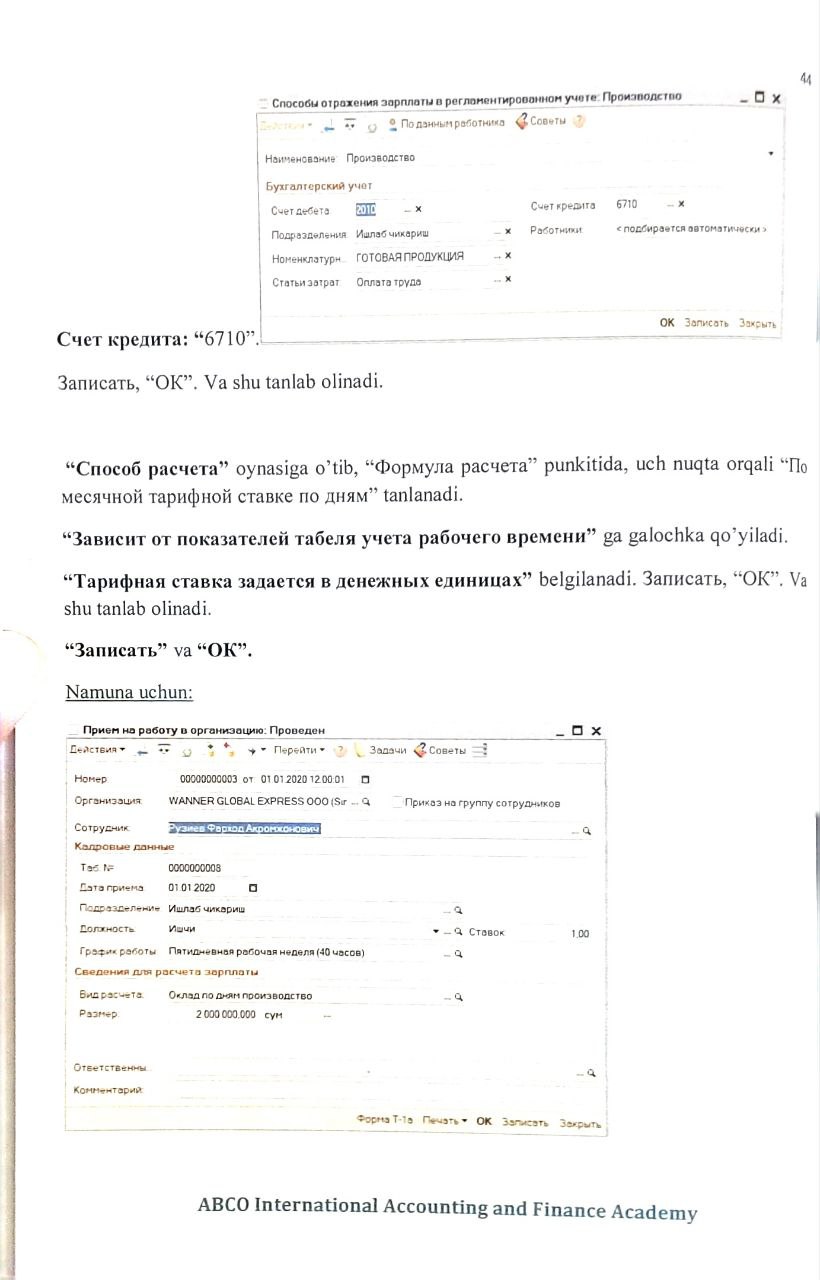 44
Способы отражения зарплаты в регламентированном учете: Производство
Действия По данным работника Советы
Наименование: Производство
Бухгалтерский учет
Счет дебета 2010 ... x Счет кредита 6710 ... x
Подразделения: Ишлаб чикариш ... x Работники: < подбирается автоматически >
Номенклатурн... ГОТОВАЯ ПРОДУКЦИЯ ... x
Статьи затрат: Оплата труда ... x
OK Записать Закрыть
Счет кредита: “6710”.
Записать, “OK”. Va shu tanlab olinadi.
“Способ расчета” oynasiga o’tib, “Формула расчета” punkitida, uch nuqta orqali “По
месячной тарифной ставке по дням” tanlanadi.
“Зависит от показателей табеля учета рабочего времени” ga galochka qo’yiladi.
“Тарифная ставка задается в денежных единицах” belgilanadi. Записать, “OK”. Va
shu tanlab olinadi.
“Записать” va “OK”.
Namuna uchun:
Прием на работу в организацию: Проведен
Действия Перейти Задачи Советы
Номер: 00000000003 от 01.01.2020 12:00:01
Организация: WANNER GLOBAL EXPRESS ООО (Sir ... Приказ на группу сотрудников
Сотрудник: Рузиев Фарход Акромжонович ...
Кадровые данные
Таб. №: 0000000008
Дата приема: 01.01.2020
Подразделение: Ишлаб чикариш ...
Должность: Ишчи ... Ставок: 1,00
График работы: Пятидневная рабочая неделя (40 часов) ...
Сведения для расчета зарплаты
Вид расчета: Оклад по дням производство ...
Размер: 2 000 000,000 сум ...
Ответственны... ...
Комментарий:
Форма Т-1а Печать OK Записать Закрыть
ABCO International Accounting and Finance Academy